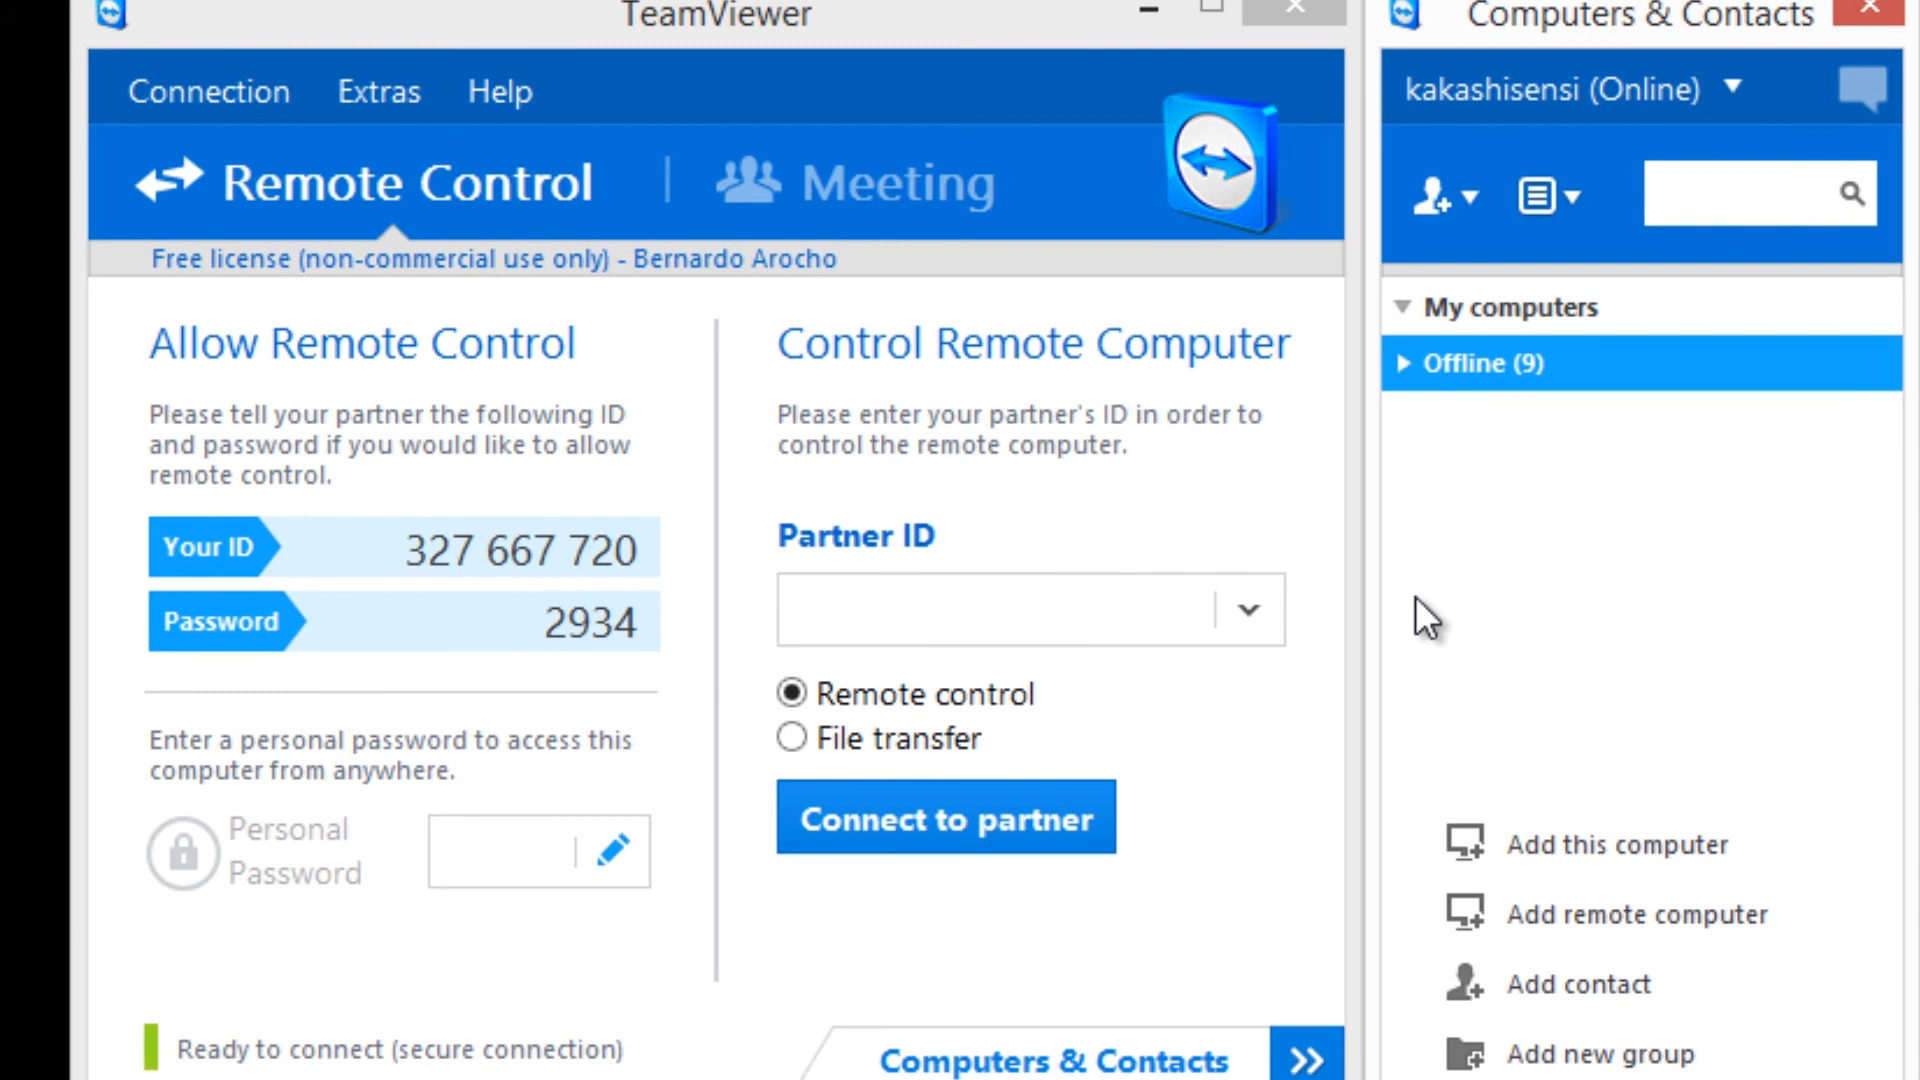 TeamViewer
Connection Extras Help
Remote Control Meeting
Free license (non-commercial use only) - Bernardo Arocho
Allow Remote Control
Please tell your partner the following ID
and password if you would like to allow
remote control.
Your ID 327 667 720
Password 2934
Enter a personal password to access this
computer from anywhere.
Personal
Password
Ready to connect (secure connection)
Control Remote Computer
Please enter your partner's ID in order to
control the remote computer.
Partner ID
Remote control
File transfer
Connect to partner
Computers & Contacts
Computers & Contacts
kakashisensi (Online)
My computers
Offline (9)
Add this computer
Add remote computer
Add contact
Add new group